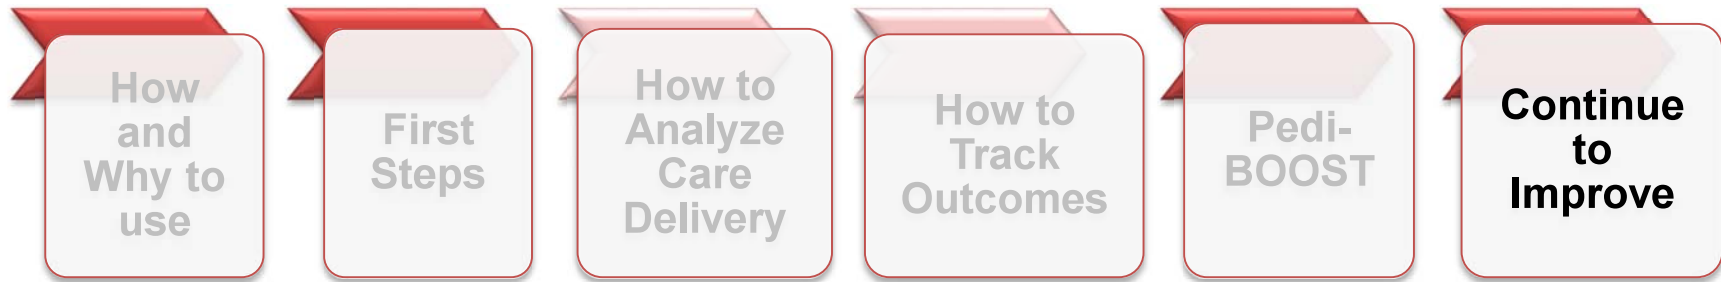 How
and
Why to
use
First
Steps
How to
Analyze
Care
Delivery
How to
Track
Outcomes
Pedi-
BOOST
Continue
to
Improve